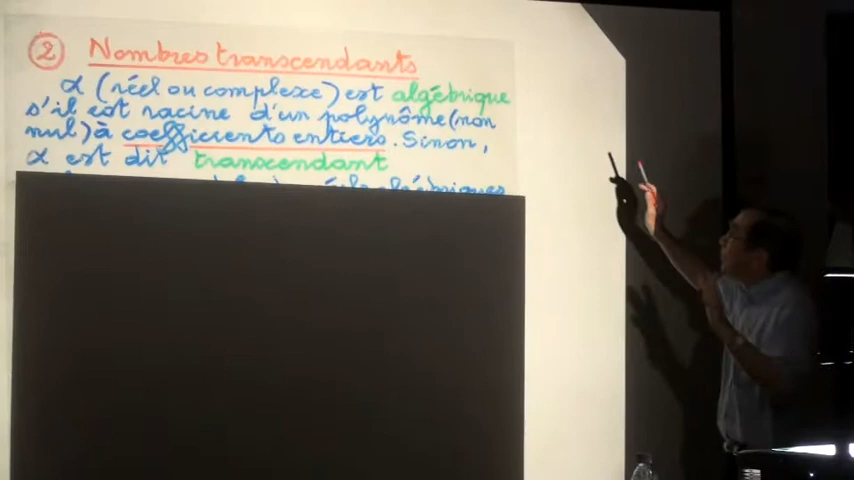 2 Nombres transcendants
α (réel ou complexe) est algébrique
s'il est racine d'un polynôme (non
nul) à coefficients entiers. Sinon,
α est dit transcendant